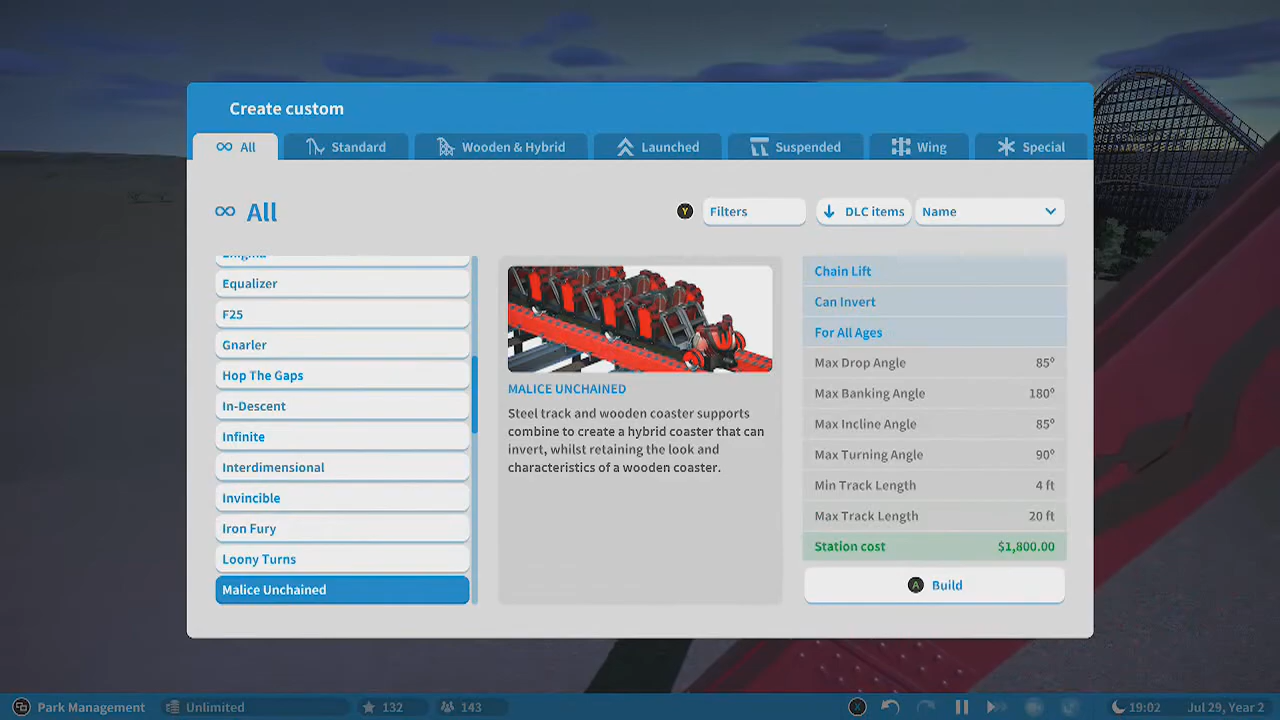 Create custom
All
Standard
Wooden & Hybrid
Launched
Suspended
Wing
Special
All
Y
Filters
DLC items
Name
Enigma
Equalizer
F25
Gnarler
Hop The Gaps
In-Descent
Infinite
Interdimensional
Invincible
Iron Fury
Loony Turns
Malice Unchained
MALICE UNCHAINED
Steel track and wooden coaster supports
combine to create a hybrid coaster that can
invert, whilst retaining the look and
characteristics of a wooden coaster.
Chain Lift
Can Invert
For All Ages
Max Drop Angle 85º
Max Banking Angle 180º
Max Incline Angle 85º
Max Turning Angle 90º
Min Track Length 4 ft
Max Track Length 20 ft
Station cost $1,800.00
A Build
Park Management Unlimited 132 143 X 19:02 Jul 29, Year 2